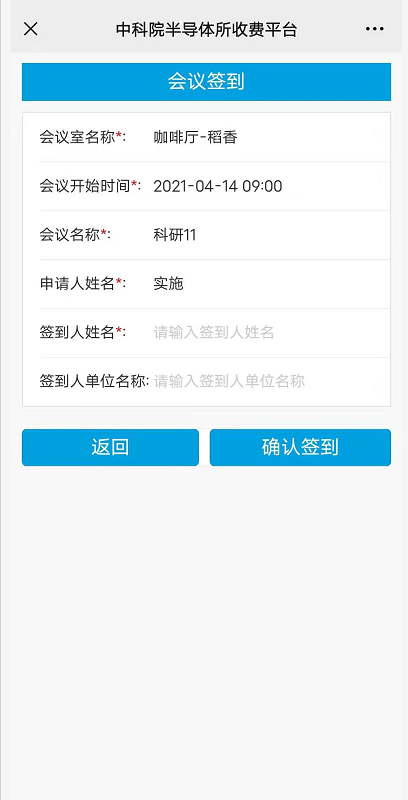 中科院半导体所收费平台
会议签到
会议室名称*: 咖啡厅-稻香
会议开始时间*: 2021-04-14 09:00
会议名称*: 科研11
申请人姓名*: 实施
签到人姓名*: 请输入签到人姓名
签到人单位名称: 请输入签到人单位名称
返回 确认签到